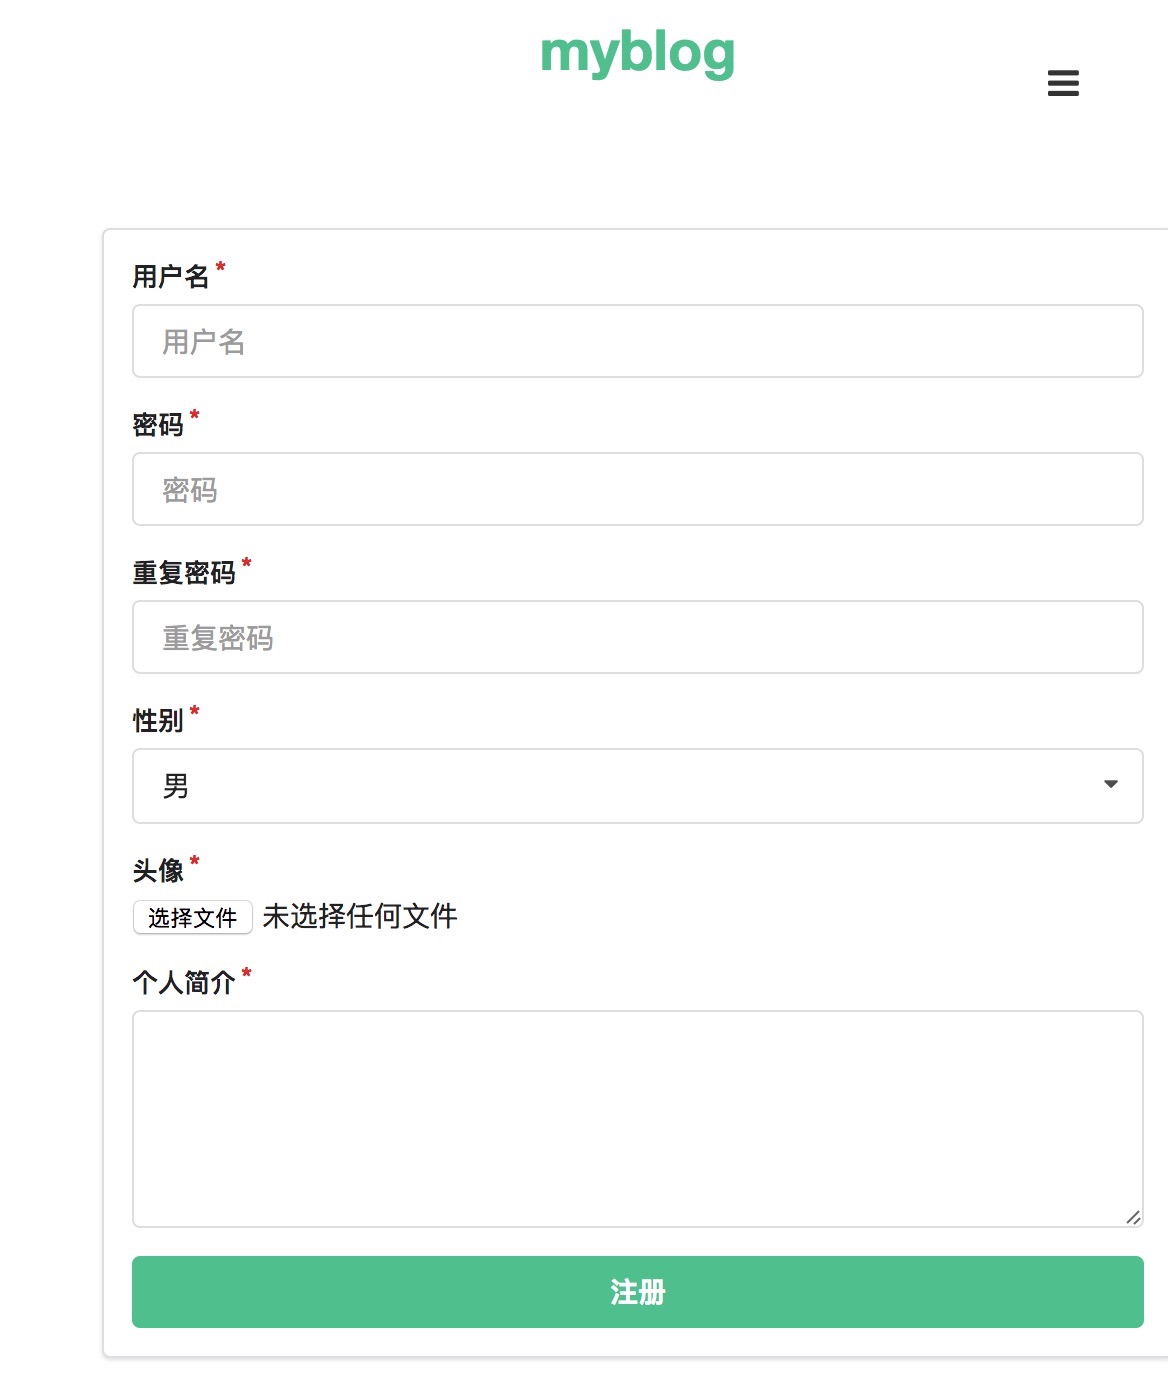 myblog
用户名*
用户名
密码*
密码
重复密码*
重复密码
性别*
男
头像*
选择文件 未选择任何文件
个人简介*
注册